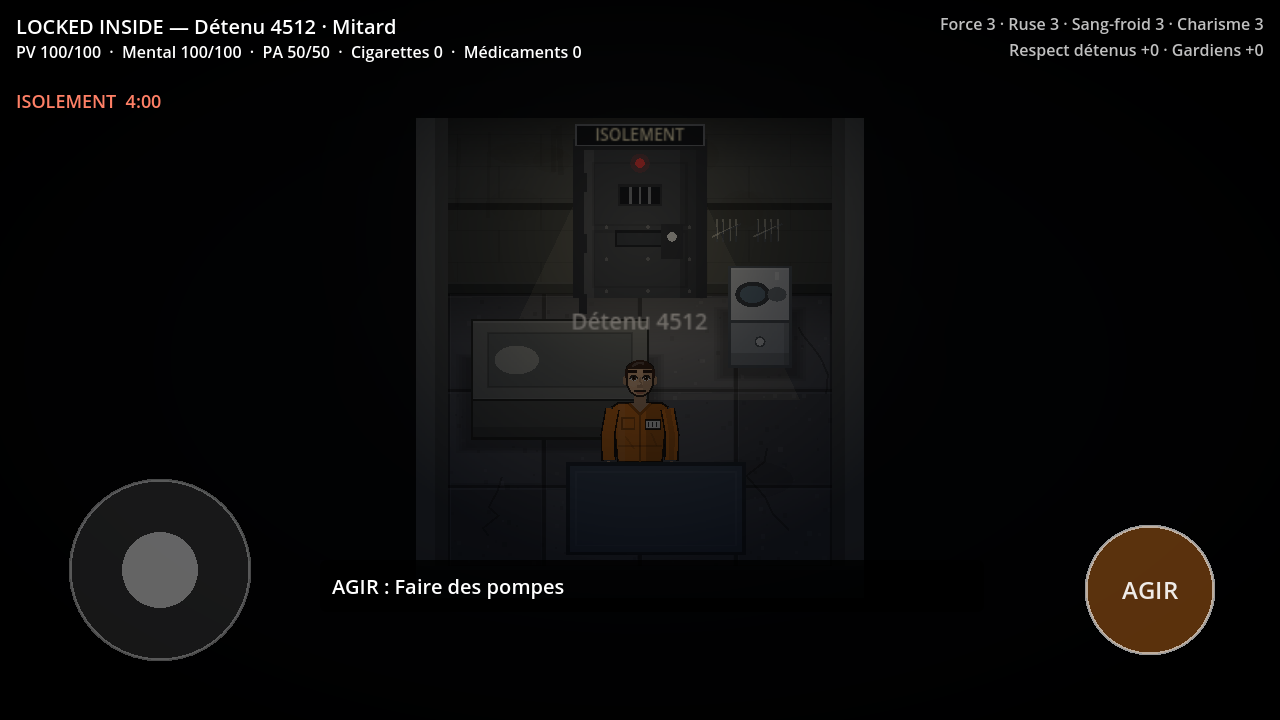 LOCKED INSIDE — Détenu 4512 · Mitard
PV 100/100 · Mental 100/100 · PA 50/50 · Cigarettes 0 · Médicaments 0
Force 3 · Ruse 3 · Sang-froid 3 · Charisme 3
Respect détenus +0 · Gardiens +0
ISOLEMENT 4:00
ISOLEMENT
Détenu 4512
AGIR : Faire des pompes
AGIR